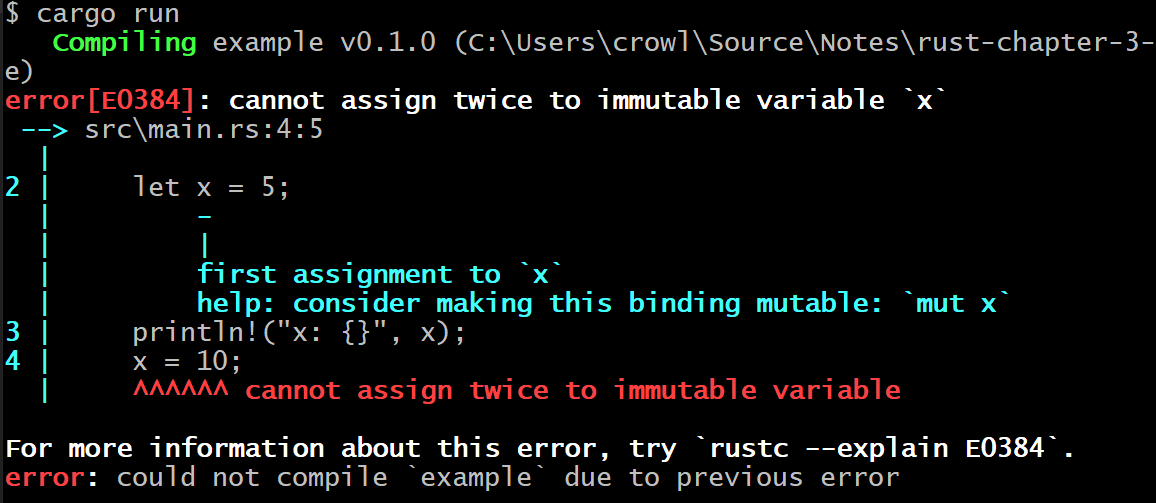 $ cargo run
   Compiling example v0.1.0 (C:\Users\crowl\Source\Notes\rust-chapter-3-
e)
error[E0384]: cannot assign twice to immutable variable `x`
 --> src\main.rs:4:5
  |
2 |     let x = 5;
  |         -
  |         |
  |         first assignment to `x`
  |         help: consider making this binding mutable: `mut x`
3 |     println!("x: {}", x);
4 |     x = 10;
  |     ^^^^^^ cannot assign twice to immutable variable

For more information about this error, try `rustc --explain E0384`.
error: could not compile `example` due to previous error